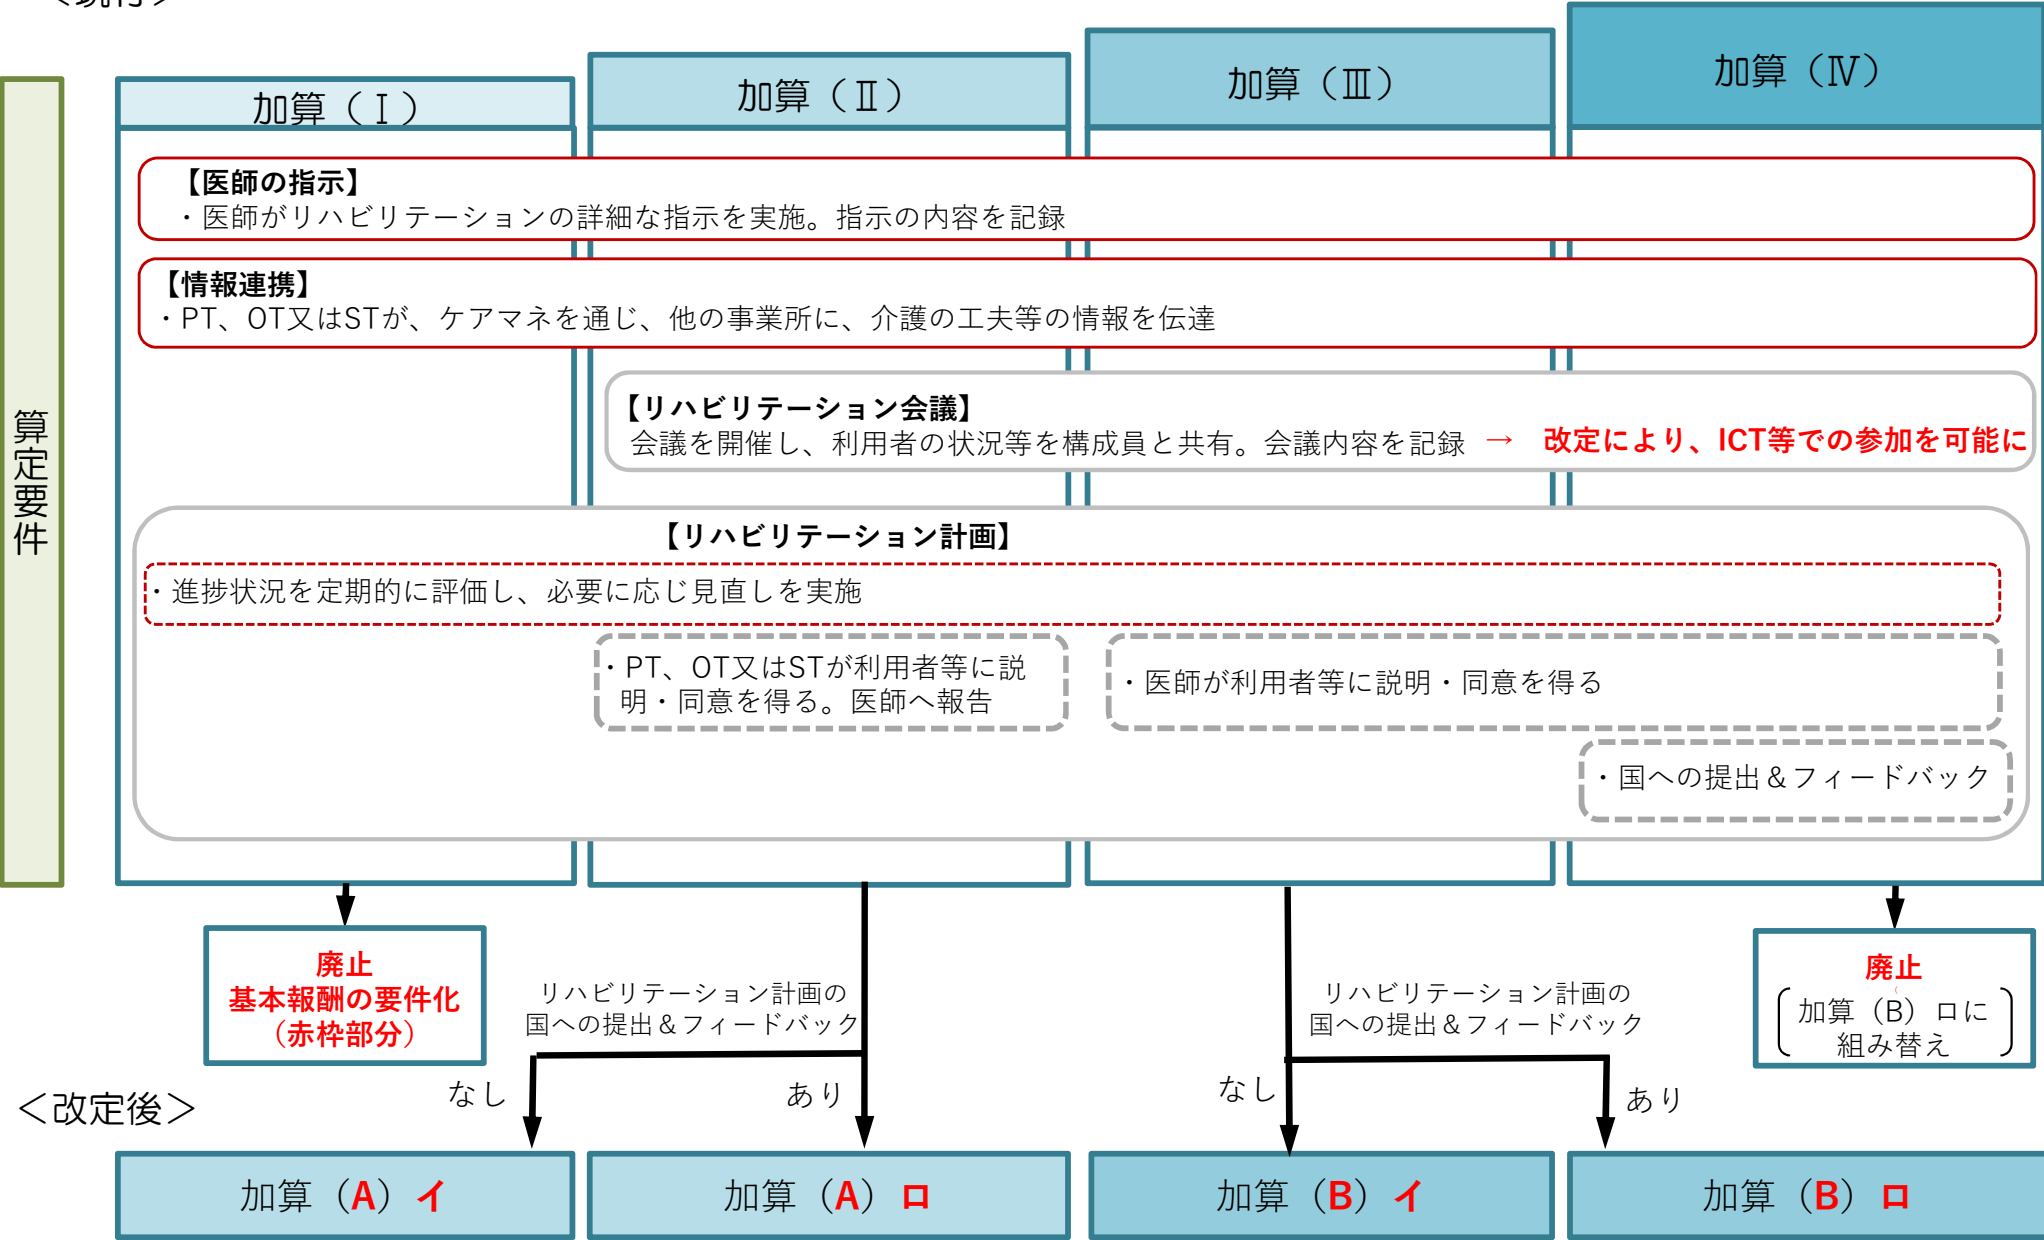 加算（Ⅰ）
加算（Ⅱ）
加算（Ⅲ）
加算（Ⅳ）
算定要件
【医師の指示】
・医師がリハビリテーションの詳細な指示を実施。指示の内容を記録
【情報連携】
・PT、OT又はSTが、ケアマネを通じ、他の事業所に、介護の工夫等の情報を伝達
【リハビリテーション会議】
会議を開催し、利用者の状況等を構成員と共有。会議内容を記録 → 改定により、ICT等での参加を可能に
【リハビリテーション計画】
・進捗状況を定期的に評価し、必要に応じ見直しを実施
・PT、OT又はSTが利用者等に説
明・同意を得る。医師へ報告
・医師が利用者等に説明・同意を得る
・国への提出＆フィードバック
廃止
基本報酬の要件化
（赤枠部分）
リハビリテーション計画の
国への提出＆フィードバック
なし
あり
リハビリテーション計画の
国への提出＆フィードバック
なし
あり
廃止
加算（B）ロに
組み替え
＜改定後＞
加算（A）イ
加算（A）ロ
加算（B）イ
加算（B）ロ